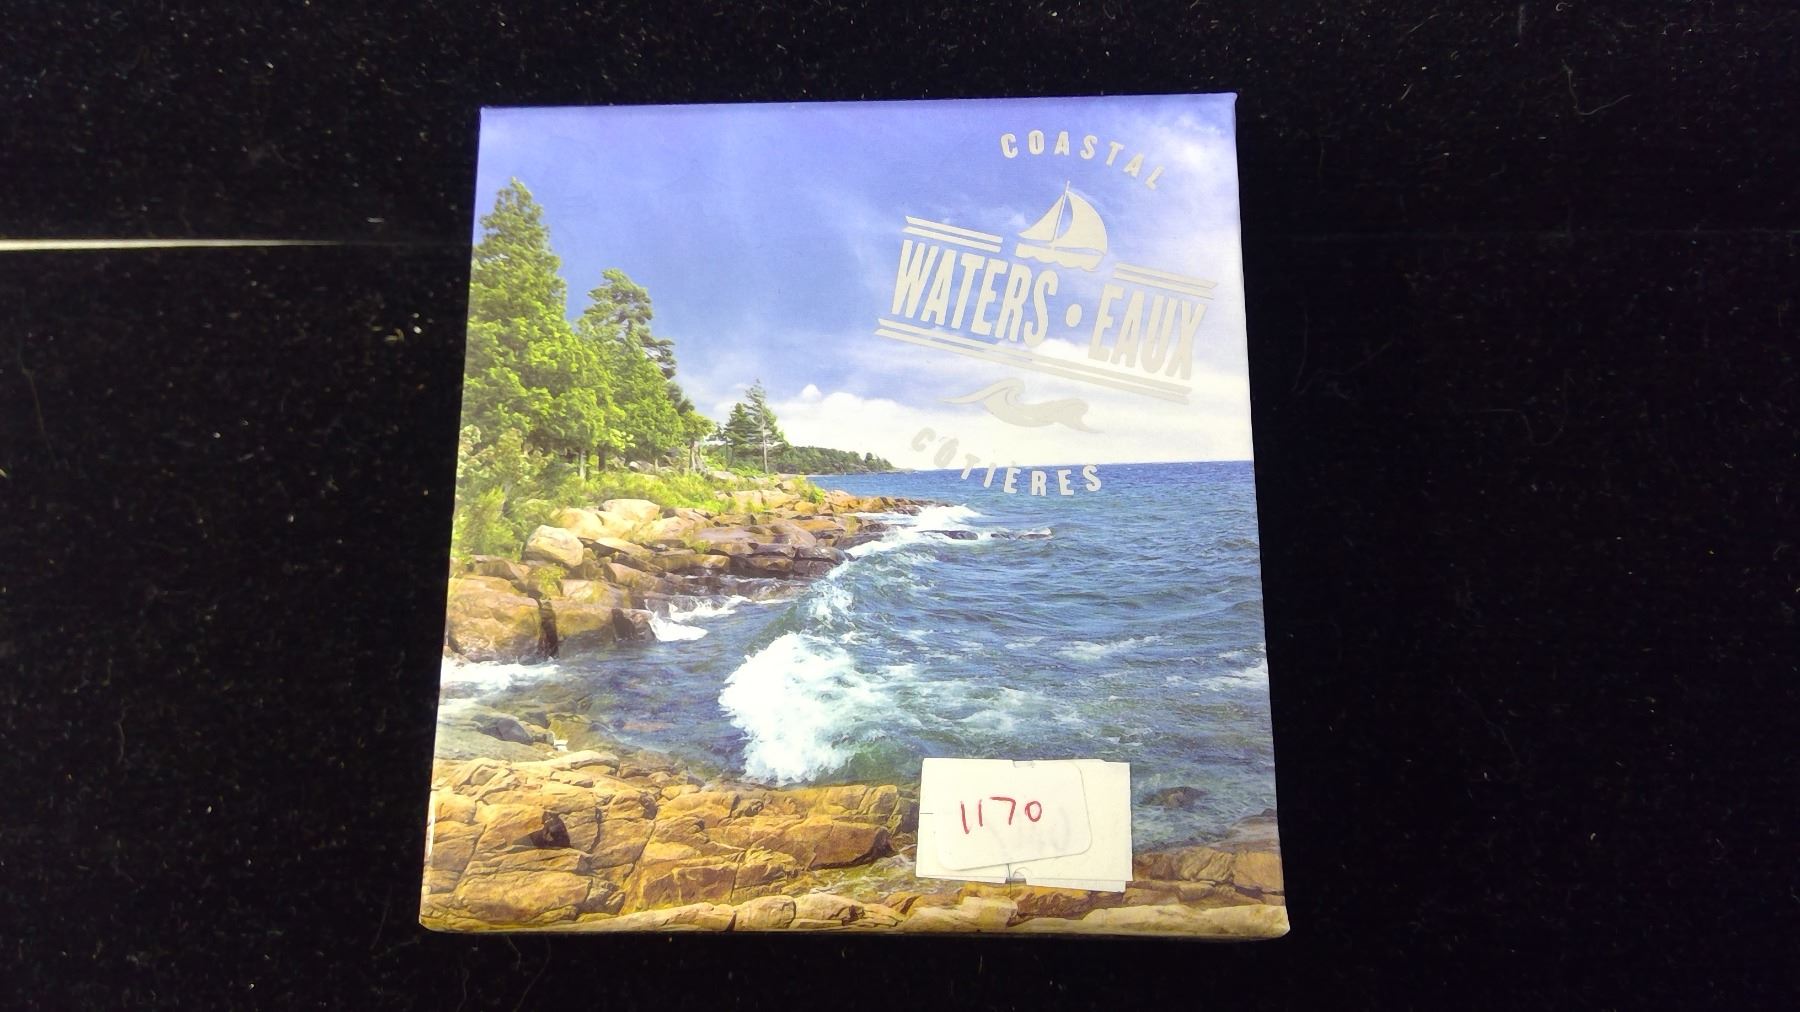 COASTAL
WATERS • EAUX
CÔTIÈRES
1170